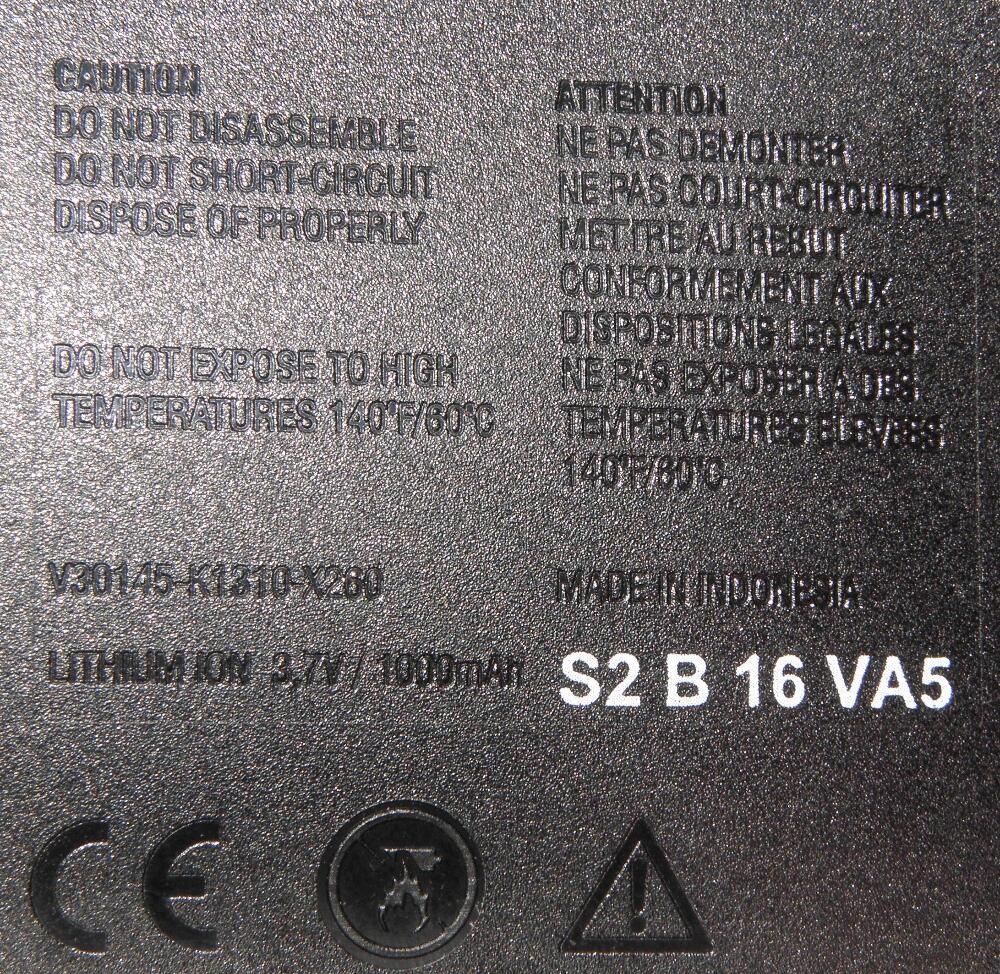 CAUTION
DO NOT DISASSEMBLE
DO NOT SHORT-CIRCUIT
DISPOSE OF PROPERLY
DO NOT EXPOSE TO HIGH
TEMPERATURES 140°F/60°C
ATTENTION
NE PAS DEMONTER
NE PAS COURT-CIRCUITER
METTRE AU REBUT
CONFORMEMENT AUX
DISPOSITIONS LEGALES
NE PAS EXPOSER A DES
TEMPERATURES ELEVEES
140°F/60°C
V30145-K1310-X260
MADE IN INDONESIA
LITHIUM ION 3,7V / 1000mAh
S2 B 16 VA5
CE